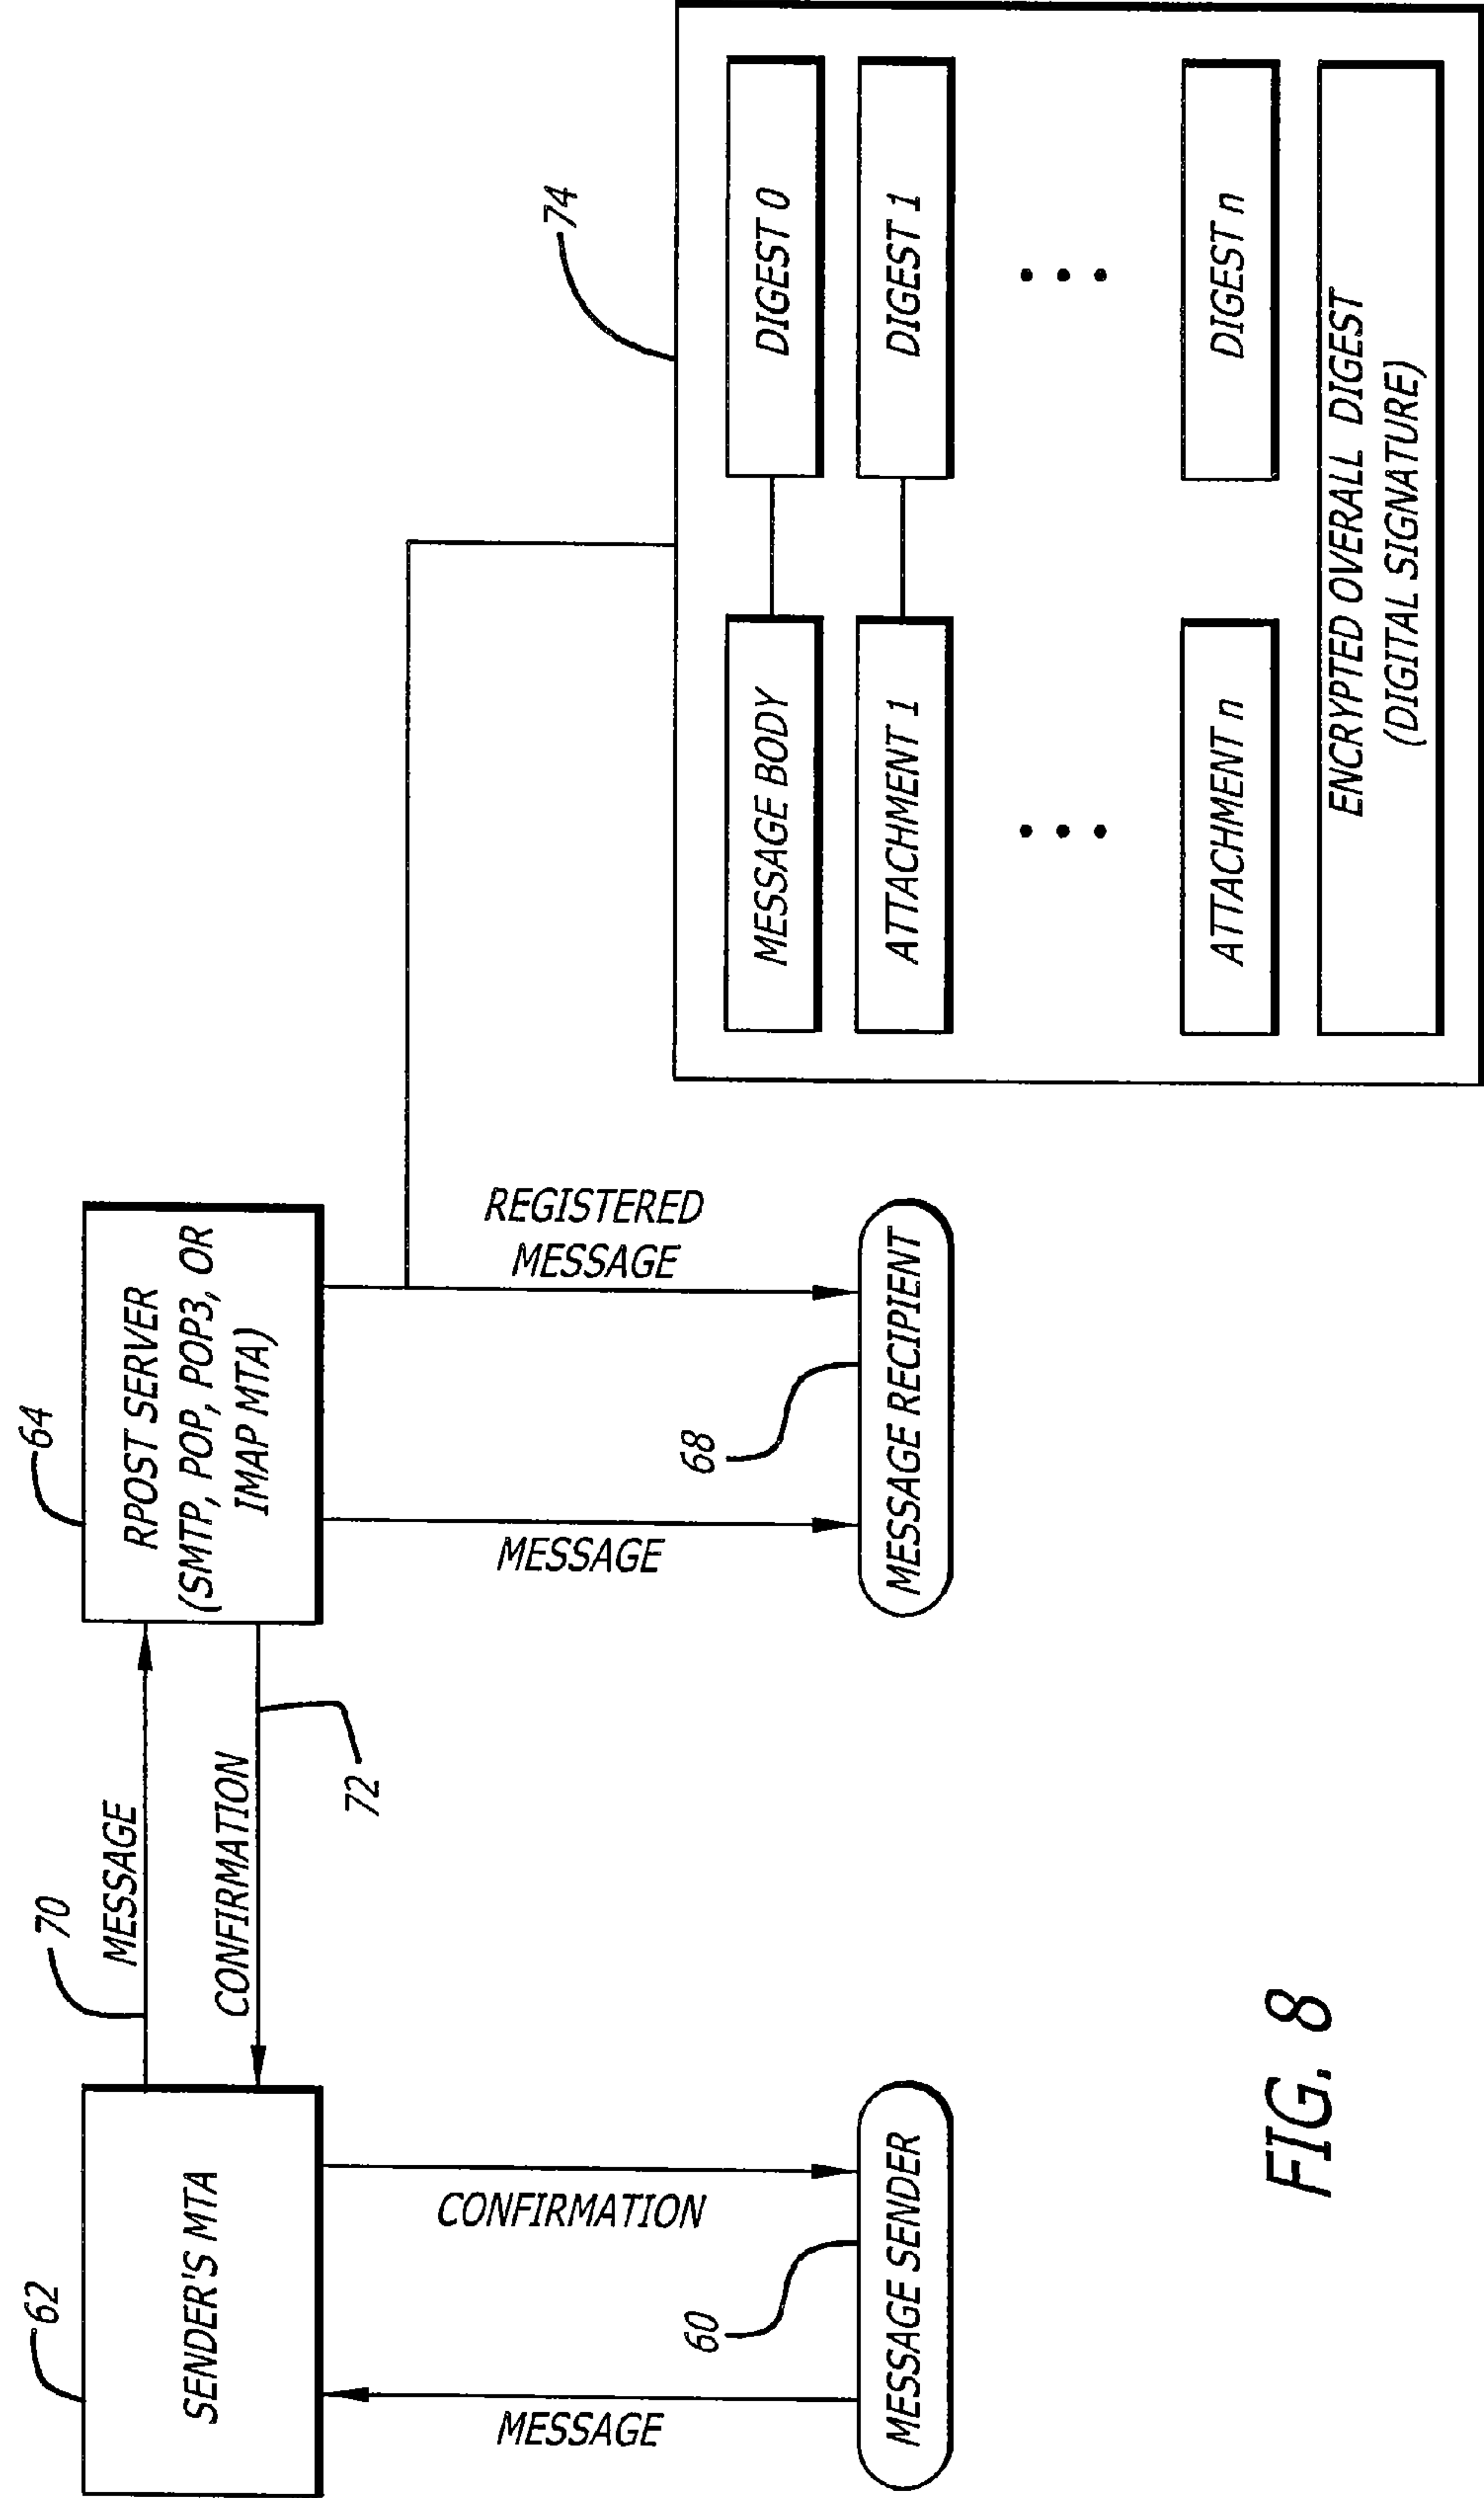 62
SENDER'S MTA
70
MESSAGE
CONFIRMATION
72
64
RPOST SERVER
(SMTP, POP, POP3, OR
IMAP MTA)
MESSAGE
CONFIRMATION
60
MESSAGE SENDER
MESSAGE
REGISTERED
MESSAGE
68
MESSAGE RECIPIENT
74
MESSAGE BODY
DIGEST 0
ATTACHMENT 1
DIGEST 1
ATTACHMENT n
DIGEST n
ENCRYPTED OVERALL DIGEST
(DIGITAL SIGNATURE)
FIG. 8